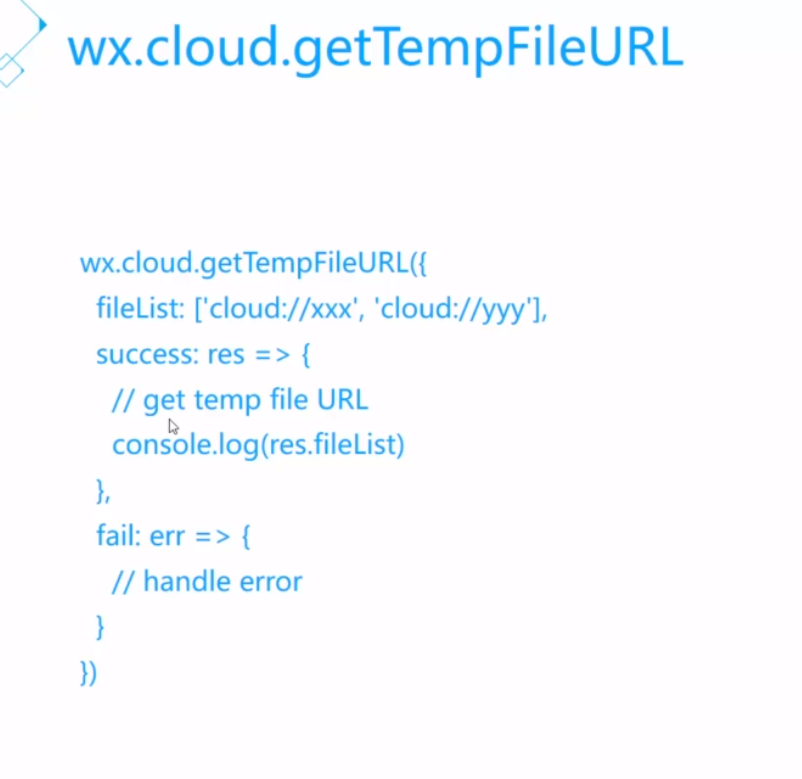 wx.cloud.getTempFileURL
wx.cloud.getTempFileURL({
fileList: ['cloud://xxx', 'cloud://yyy'],
success: res => {
// get temp file URL
console.log(res.fileList)
},
fail: err => {
// handle error
}
})